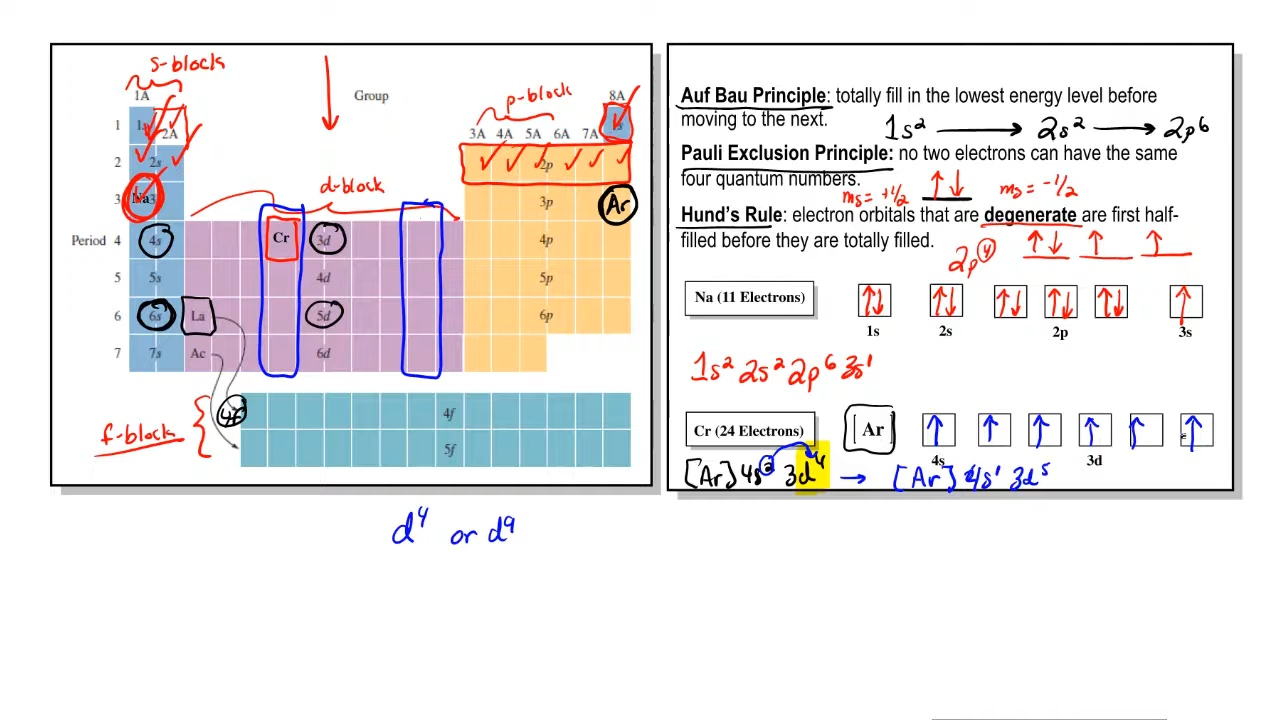 s-block
1A
Group
p-block
8A
1
1s
2A
3A 4A 5A 6A 7A
1s
2
2s
2p
d-block
3
Na
3p
Ar
Period 4
4s
Cr
3d
4p
5
5s
4d
5p
6
6s
La
5d
6p
7
7s
Ac
6d
4f
4f
f-block
5f
d⁴ or d⁹
Auf Bau Principle: totally fill in the lowest energy level before
moving to the next.
1s² → 2s² → 2p⁶
Pauli Exclusion Principle: no two electrons can have the same
four quantum numbers.
ms = +1/2 ↑↓ ms = -1/2
Hund's Rule: electron orbitals that are degenerate are first half-
filled before they are totally filled.
2p⁴ ↑↓ ↑ ↑
Na (11 Electrons)
↑↓ ↑↓ ↑↓ ↑↓ ↑↓ ↑
1s 2s 2p 3s
1s² 2s² 2p⁶ 3s¹
Cr (24 Electrons)
[Ar] ↑ ↑ ↑ ↑ ↑ ↑
4s 3d
[Ar] 4s² 3d⁴ → [Ar] 4s¹ 3d⁵